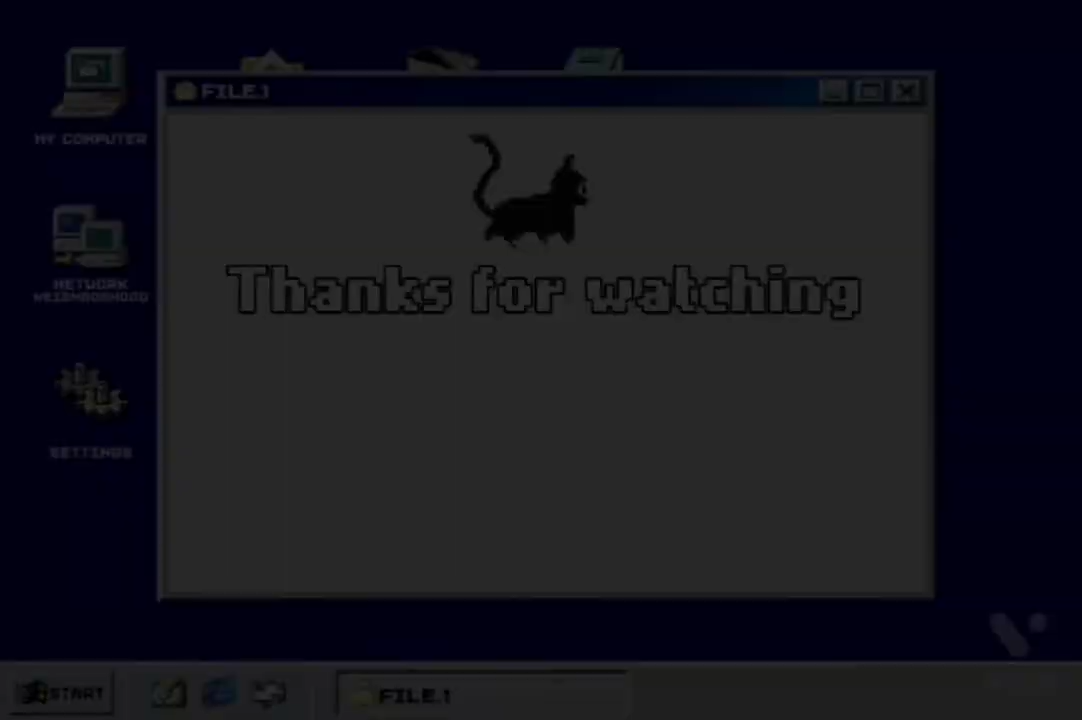 FILE.1
MY COMPUTER
Thanks for watching
NETWORK
NEIGHBORHOOD
SETTINGS
START
FILE.1